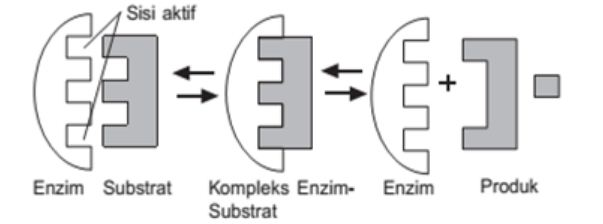 Sisi aktif
+
Enzim Substrat Kompleks Enzim- Enzim Produk
Substrat